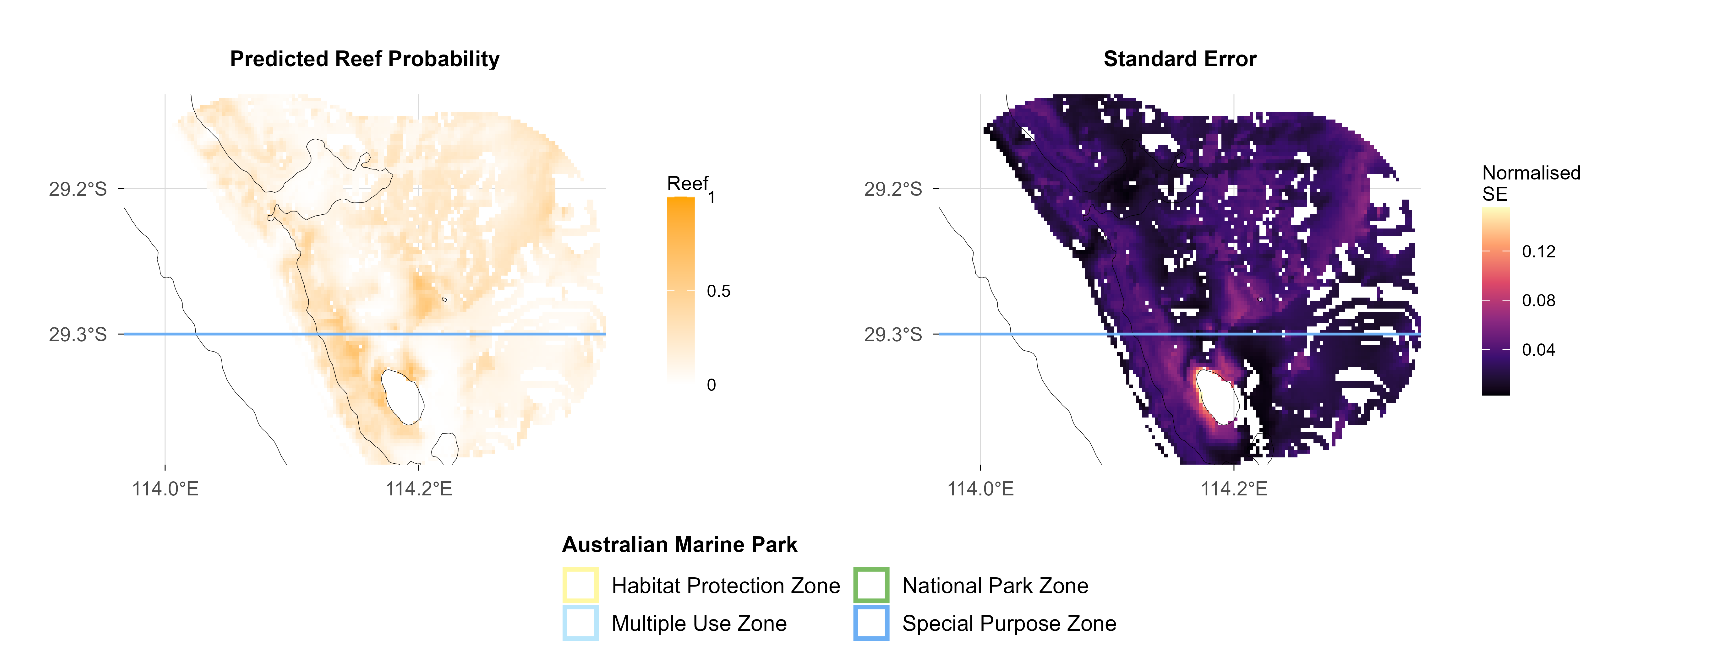 Predicted Reef Probability
Standard Error
29.2°S
29.3°S
114.0°E
114.2°E
Reef
1
0.5
0
29.2°S
29.3°S
114.0°E
114.2°E
Normalised
SE
0.12
0.08
0.04
Australian Marine Park
Habitat Protection Zone
National Park Zone
Multiple Use Zone
Special Purpose Zone